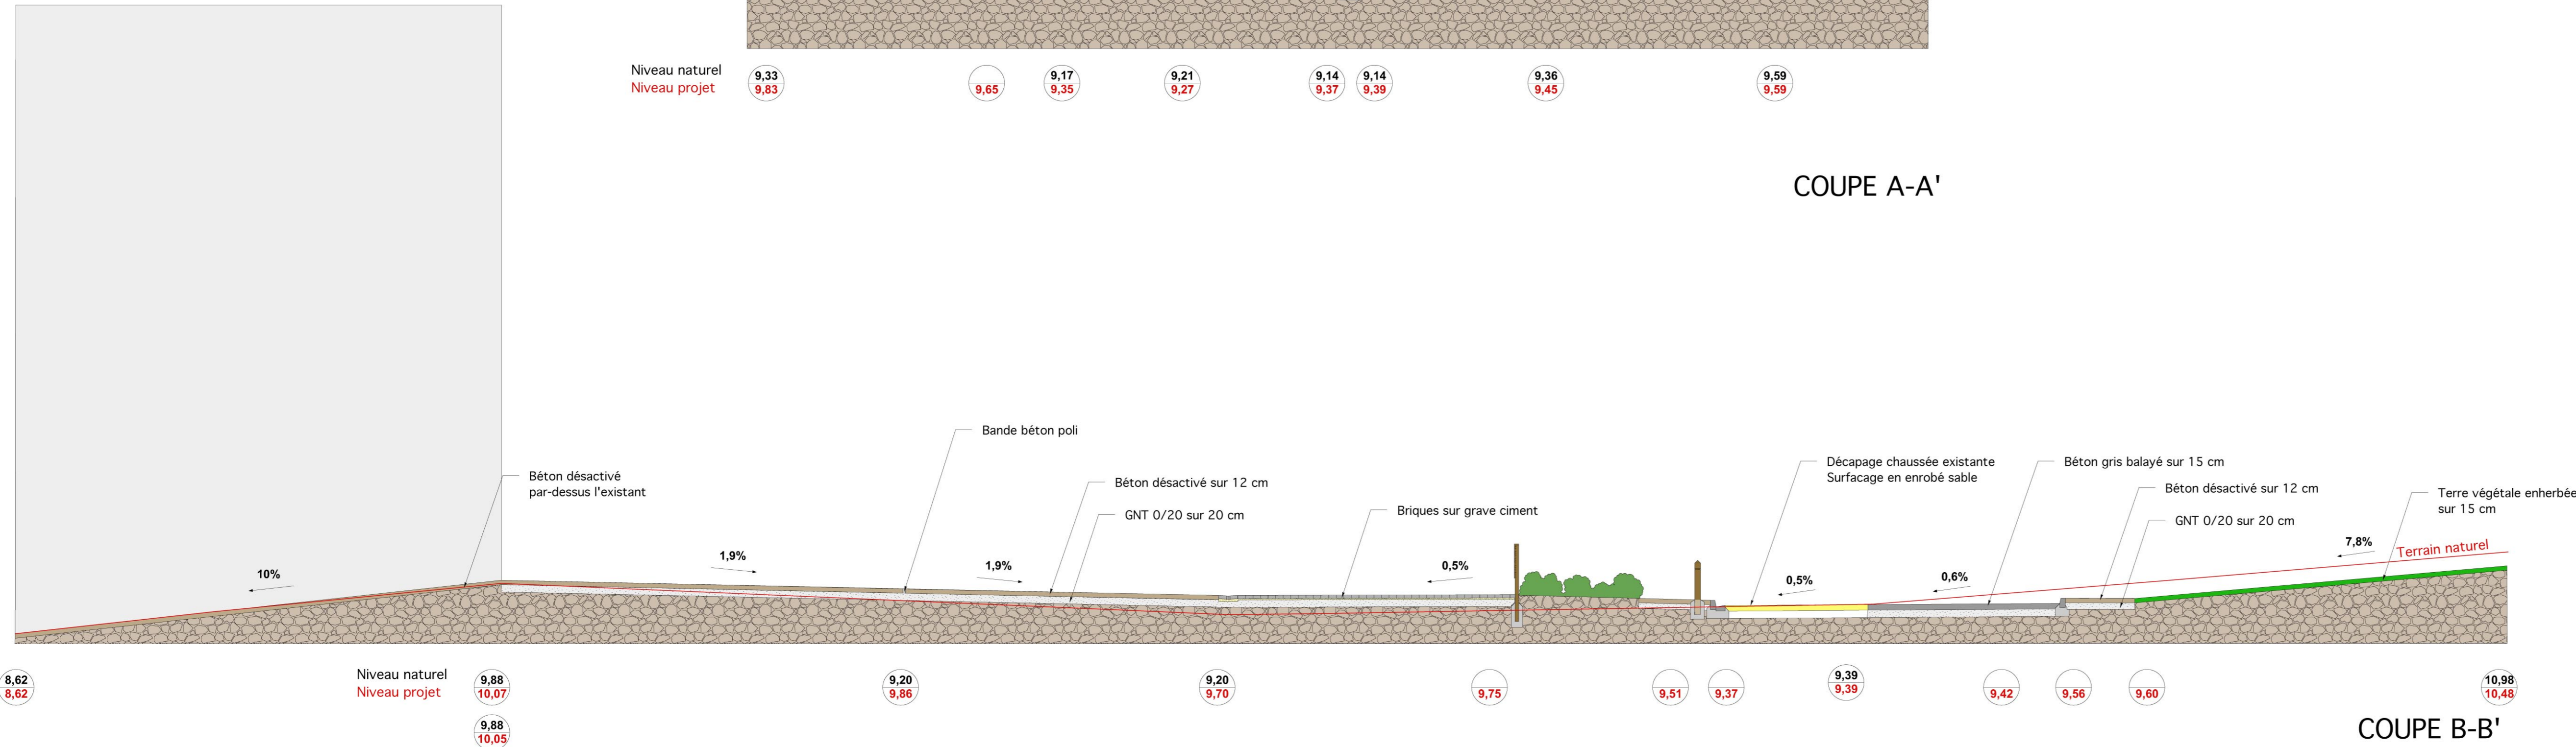 Niveau naturel
Niveau projet
9,33
9,83
9,65
9,17
9,35
9,21
9,27
9,14
9,37
9,14
9,39
9,36
9,45
9,59
9,59
COUPE A-A'
Béton désactivé
par-dessus l'existant
Bande béton poli
Béton désactivé sur 12 cm
GNT 0/20 sur 20 cm
Briques sur grave ciment
Décapage chaussée existante
Surfacage en enrobé sable
Béton gris balayé sur 15 cm
Béton désactivé sur 12 cm
GNT 0/20 sur 20 cm
Terre végétale enherbée
sur 15 cm
10%
1,9%
1,9%
0,5%
0,5%
0,6%
7,8%
Terrain naturel
8,62
8,62
Niveau naturel
Niveau projet
9,88
10,07
9,88
10,05
9,20
9,86
9,20
9,70
9,75
9,51
9,37
9,39
9,39
9,42
9,56
9,60
10,98
10,48
COUPE B-B'